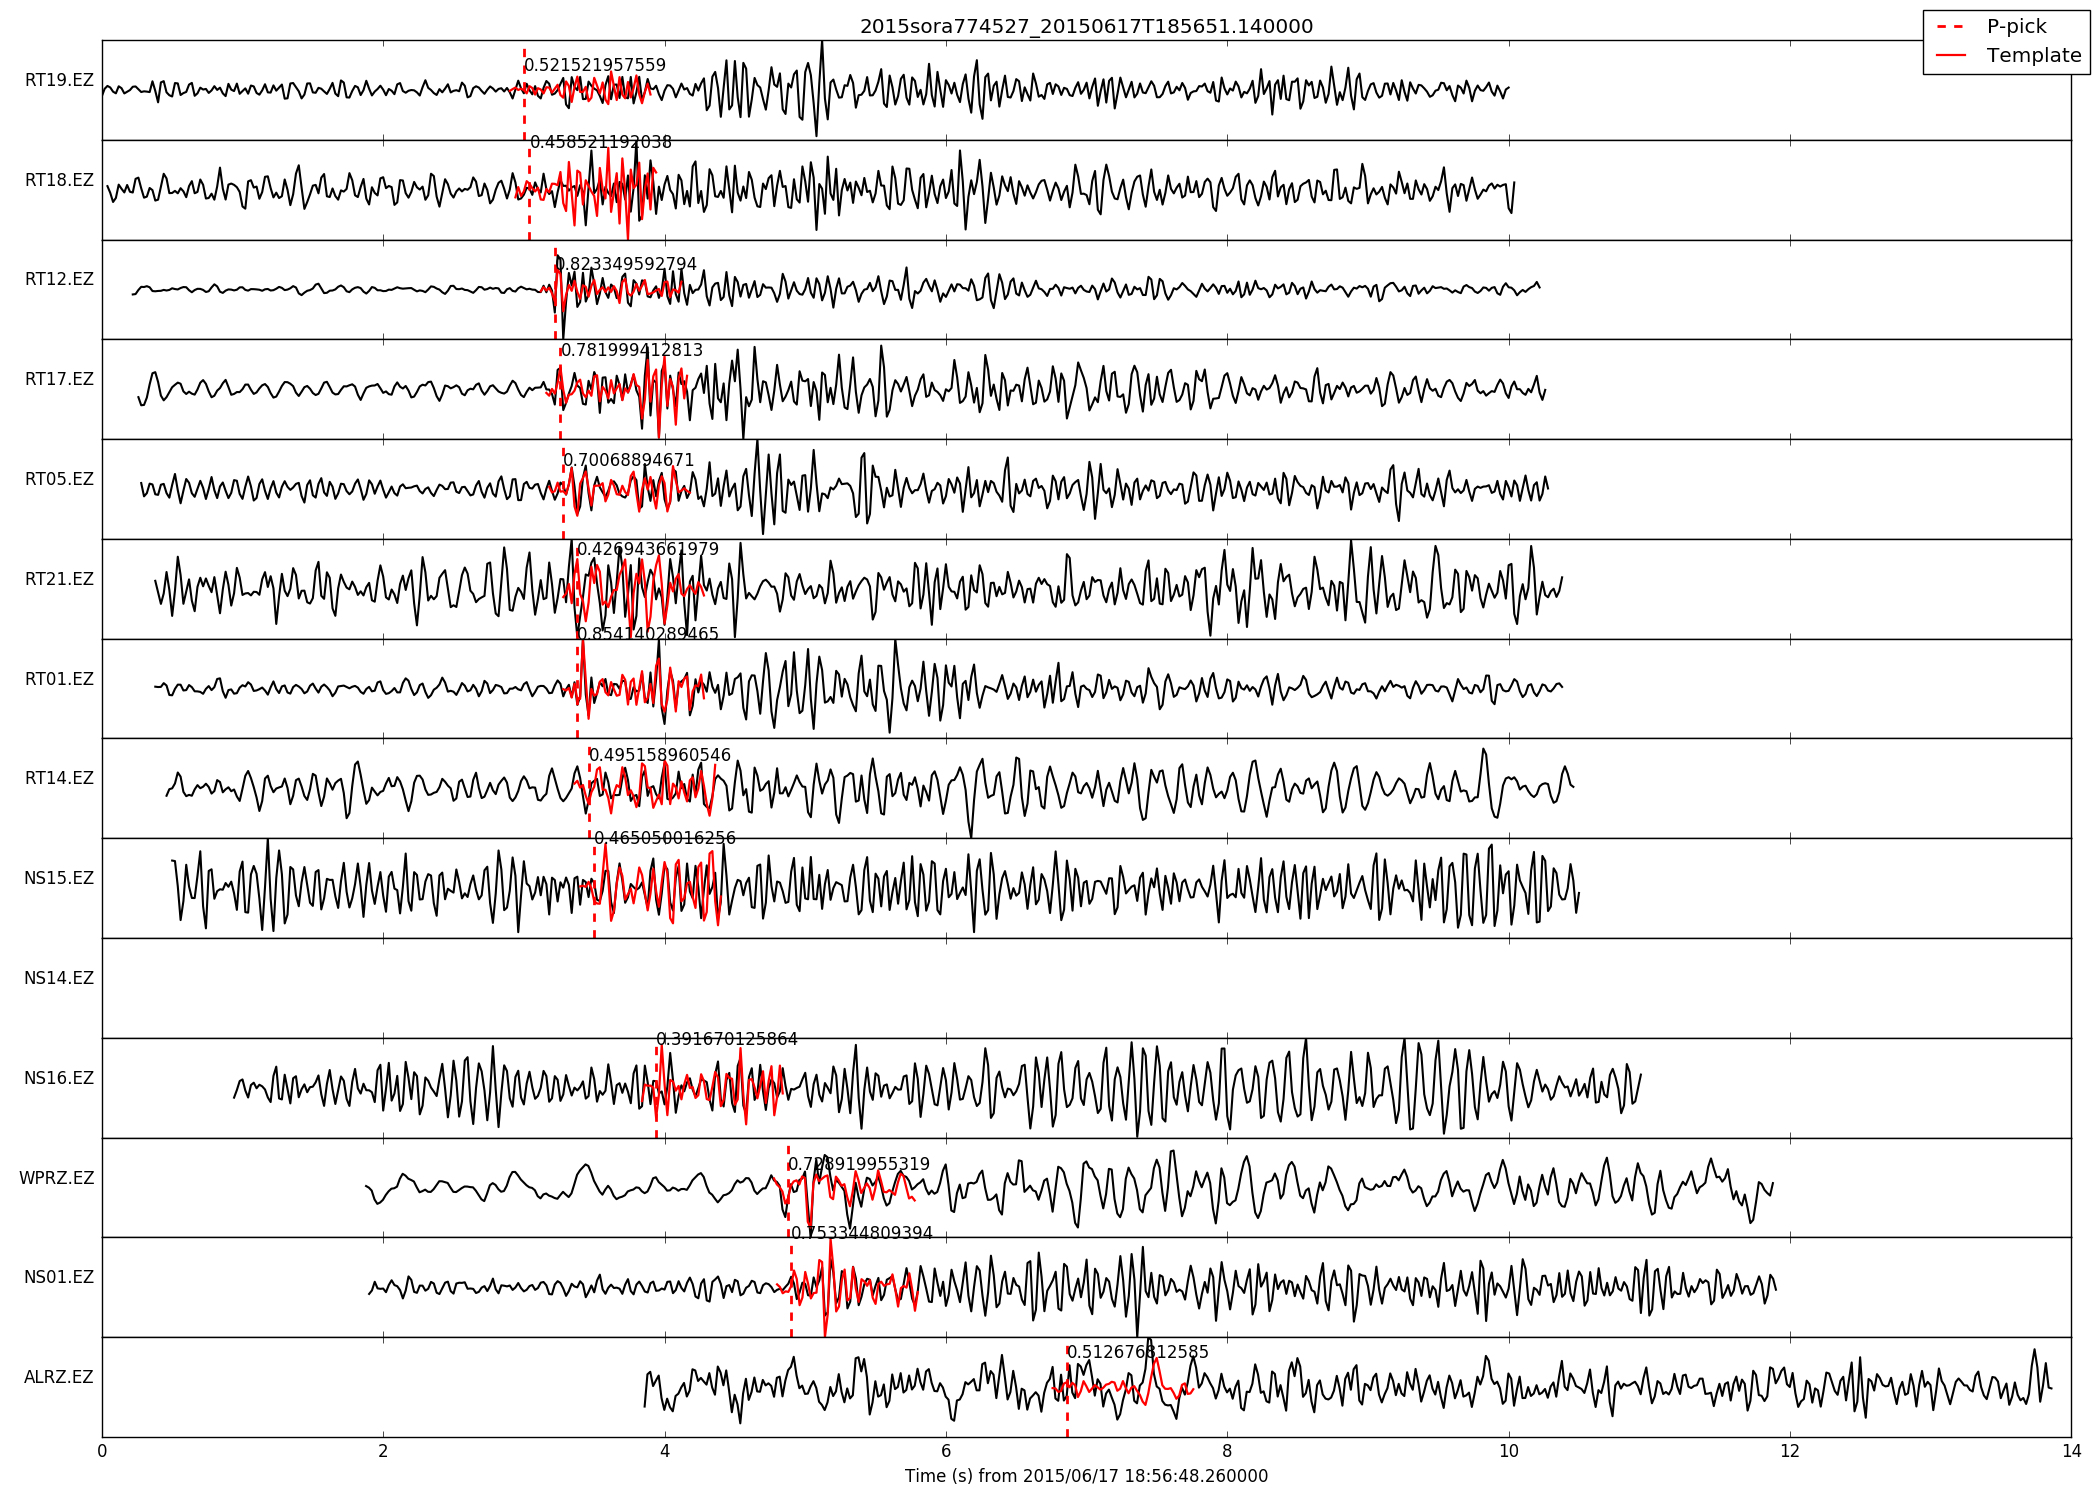 2015sora774527_20150617T185651.140000
P-pick
Template
RT19.EZ
0.521521957559
RT18.EZ
0.458521192038
RT12.EZ
0.823349592794
RT17.EZ
0.781999412813
RT05.EZ
0.70068894671
RT21.EZ
0.426943661979
RT01.EZ
0.854140289465
RT14.EZ
0.495158960546
NS15.EZ
0.465050016256
NS14.EZ
NS16.EZ
0.391670125864
WPRZ.EZ
0.728919955319
NS01.EZ
0.753344809394
ALRZ.EZ
0.512676812585
0 2 4 6 8 10 12 14
Time (s) from 2015/06/17 18:56:48.260000